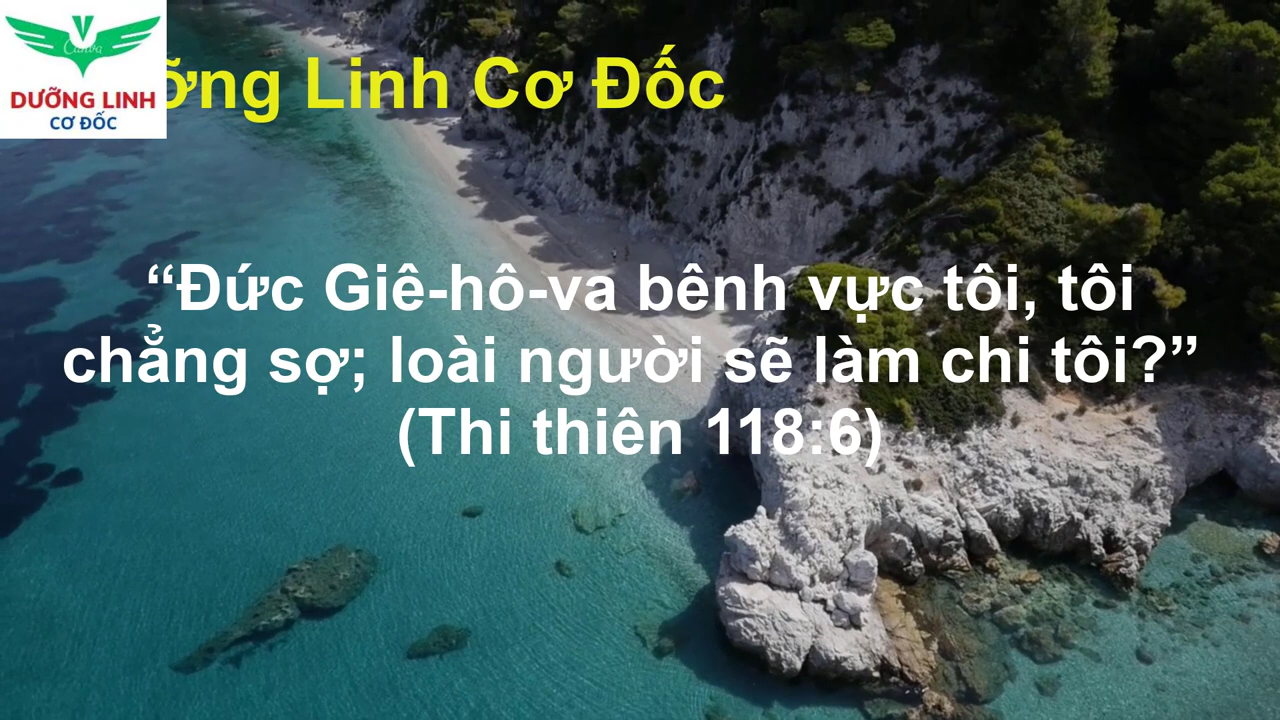 V
Canva
DƯỠNG LINH
CƠ ĐỐC
ỡng Linh Cơ Đốc
“Đức Giê-hô-va bênh vực tôi, tôi
chẳng sợ; loài người sẽ làm chi tôi?”
(Thi thiên 118:6)